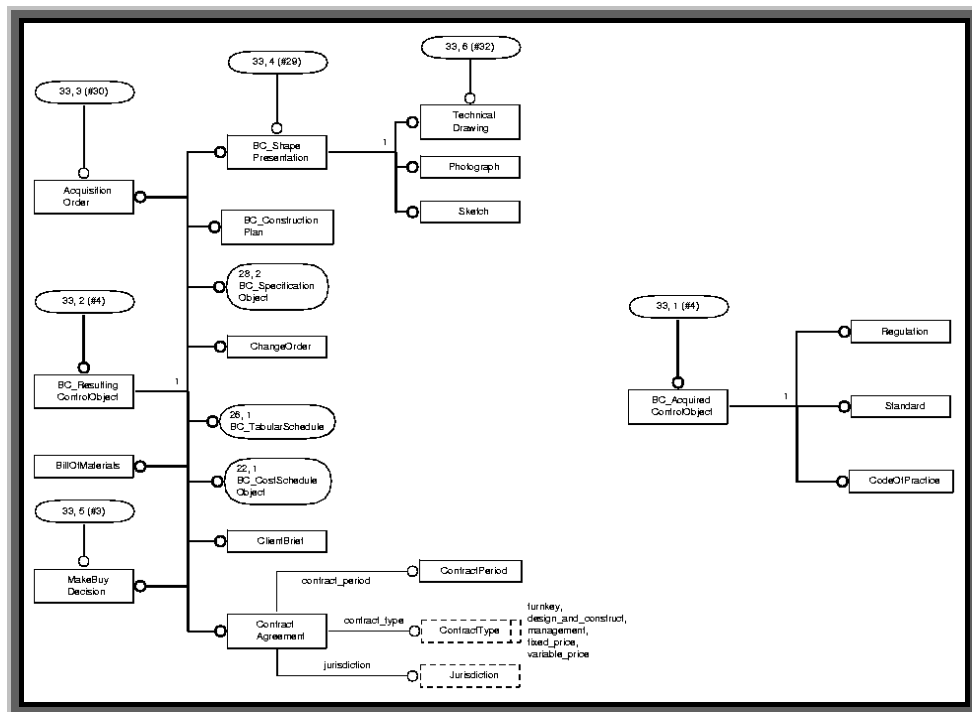 33, 6 (#32)
33, 4 (#29)
33, 3 (#30)
Technical
Drawing
BC_Shape
Presentation
1
Photograph
Acquisition
Order
Sketch
BC_Construction
Plan
28, 2
BC_Specification
Object
33, 2 (#4)
33, 1 (#4)
Regulation
ChangeOrder
BC_Resulting
ControlObject
1
BC_Acquired
ControlObject
1
Standard
26, 1
BC_TabularSchedule
BillOfMaterials
22, 1
BC_CostSchedule
Object
CodeOfPractice
33, 5 (#3)
ClientBrief
MakeBuy
Decision
contract_period
ContractPeriod
Contract
Agreement
contract_type
ContractType
turnkey,
design_and_construct,
management,
fixed_price,
variable_price
jurisdiction
Jurisdiction